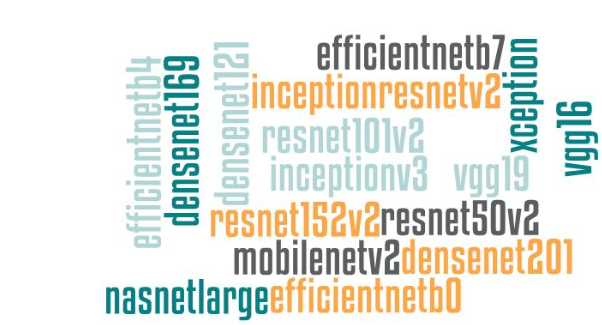 efficientnetb4
densenet169
densenet121
efficientnetb7
xception
inceptionresnetv2
vgg16
resnet101v2
inceptionv3 vgg19
resnet152v2 resnet50v2
mobilenetv2 densenet201
nasnetlarge efficientnetb0